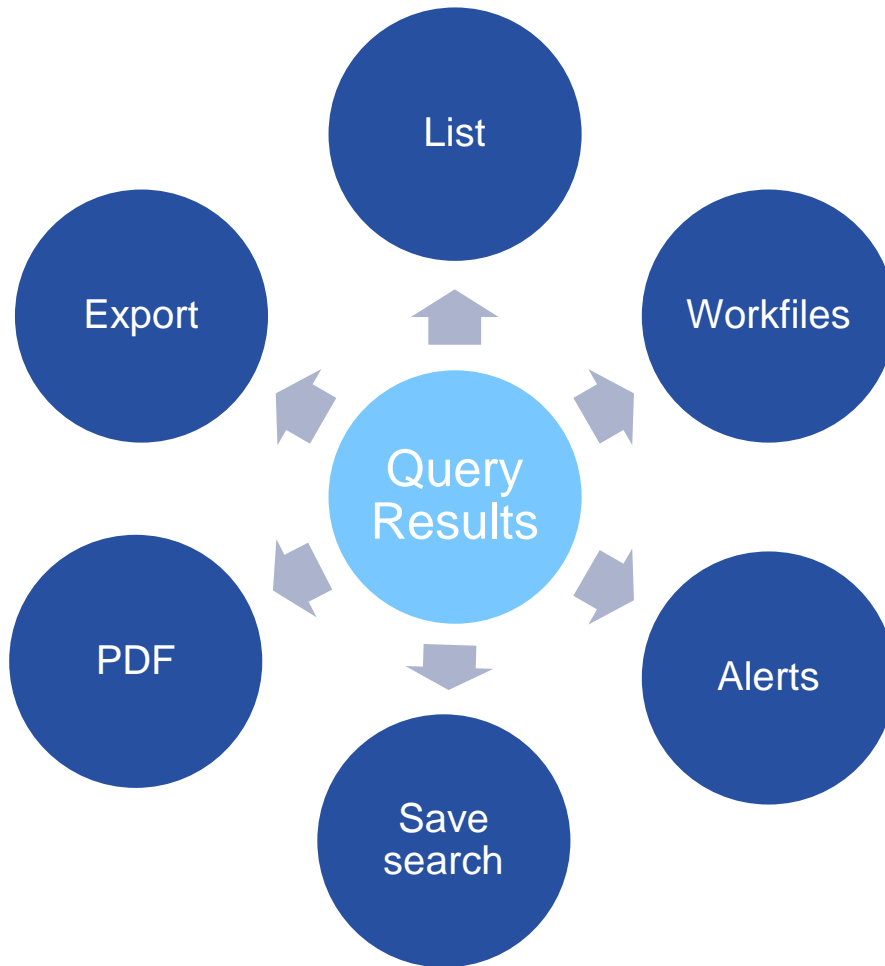 List
Export
Workfiles
Query
Results
PDF
Alerts
Save
search